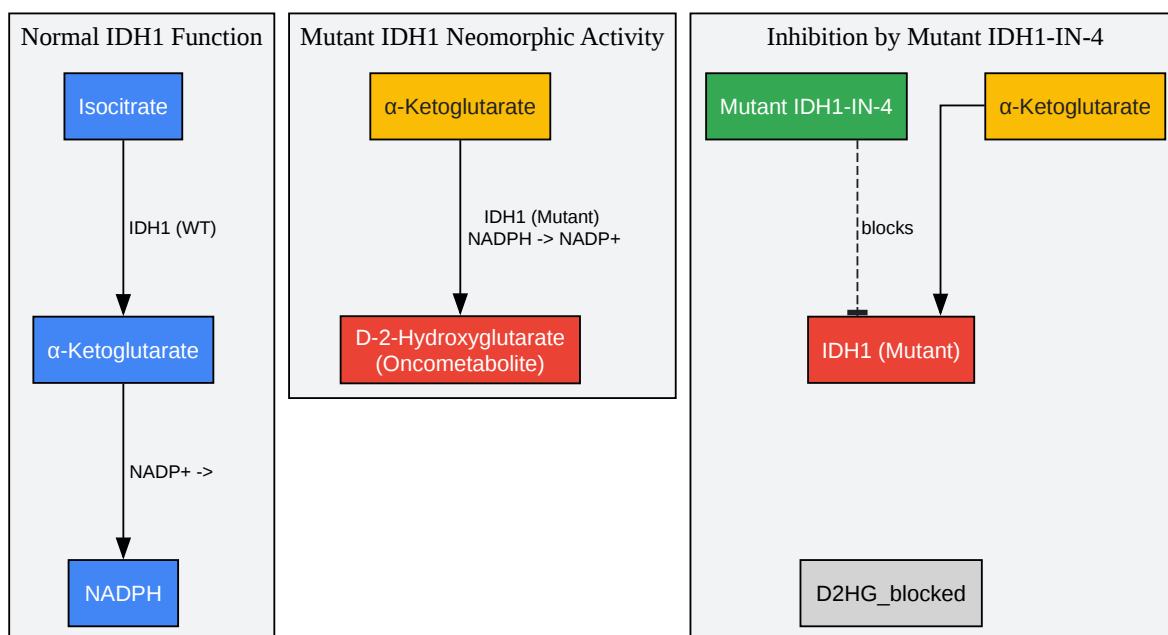 Normal IDH1 Function
Isocitrate
IDH1 (WT)
α-Ketoglutarate
NADP+ ->
NADPH
Mutant IDH1 Neomorphic Activity
α-Ketoglutarate
IDH1 (Mutant)
NADPH -> NADP+
D-2-Hydroxyglutarate
(Oncometabolite)
Inhibition by Mutant IDH1-IN-4
Mutant IDH1-IN-4
α-Ketoglutarate
blocks
IDH1 (Mutant)
D2HG_blocked